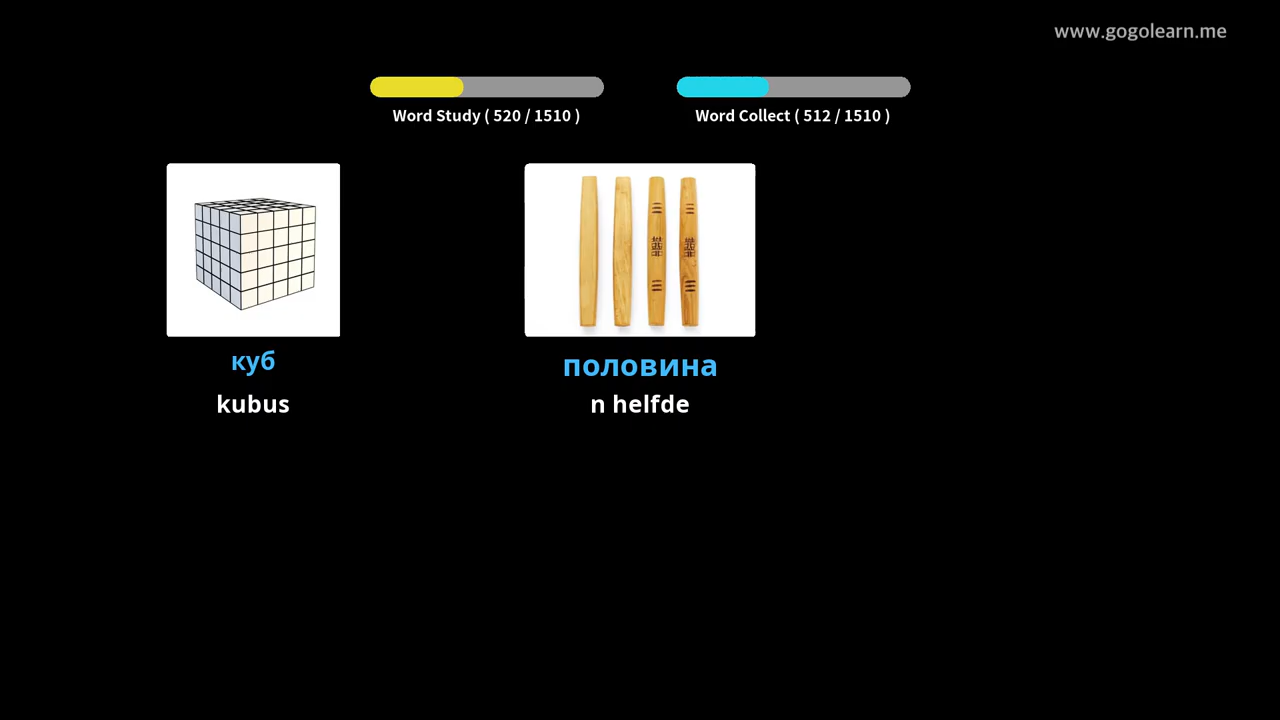 www.gogolearn.me
Word Study ( 520 / 1510 )
Word Collect ( 512 / 1510 )
куб
kubus
половина
n helfde